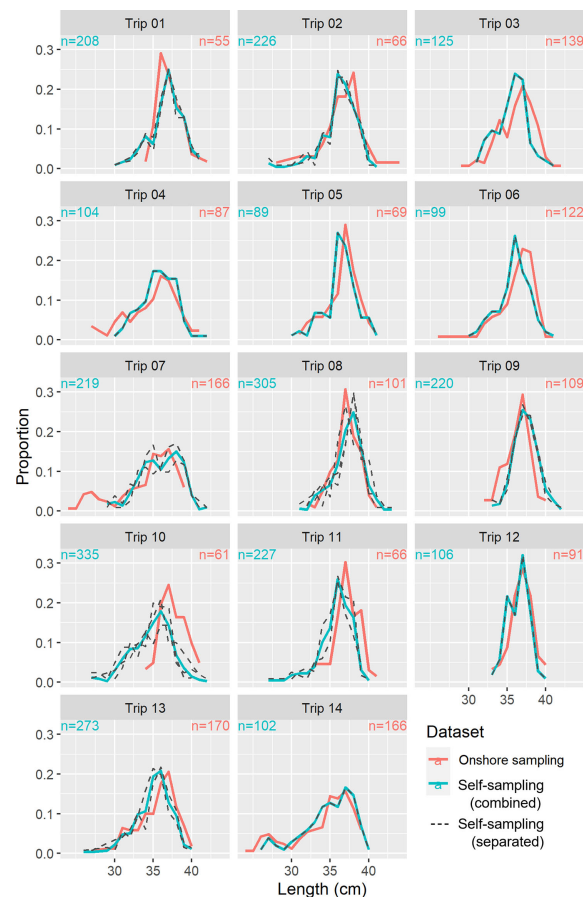 Trip 01 Trip 02 Trip 03
n=208 n=55 n=226 n=66 n=125 n=139
0.3
0.2
0.1
0.0
Trip 04 Trip 05 Trip 06
n=104 n=87 n=89 n=69 n=99 n=122
0.3
0.2
0.1
0.0
Trip 07 Trip 08 Trip 09
n=219 n=166 n=305 n=101 n=220 n=109
0.3
0.2
0.1
0.0
Proportion
Trip 10 Trip 11 Trip 12
n=335 n=61 n=227 n=66 n=106 n=91
0.3
0.2
0.1
0.0
30 35 40
Trip 13 Trip 14
n=273 n=170 n=102 n=166
0.3
0.2
0.1
0.0
30 35 40 30 35 40
Length (cm)
Dataset
a Onshore sampling
a Self-sampling
(combined)
Self-sampling
(separated)